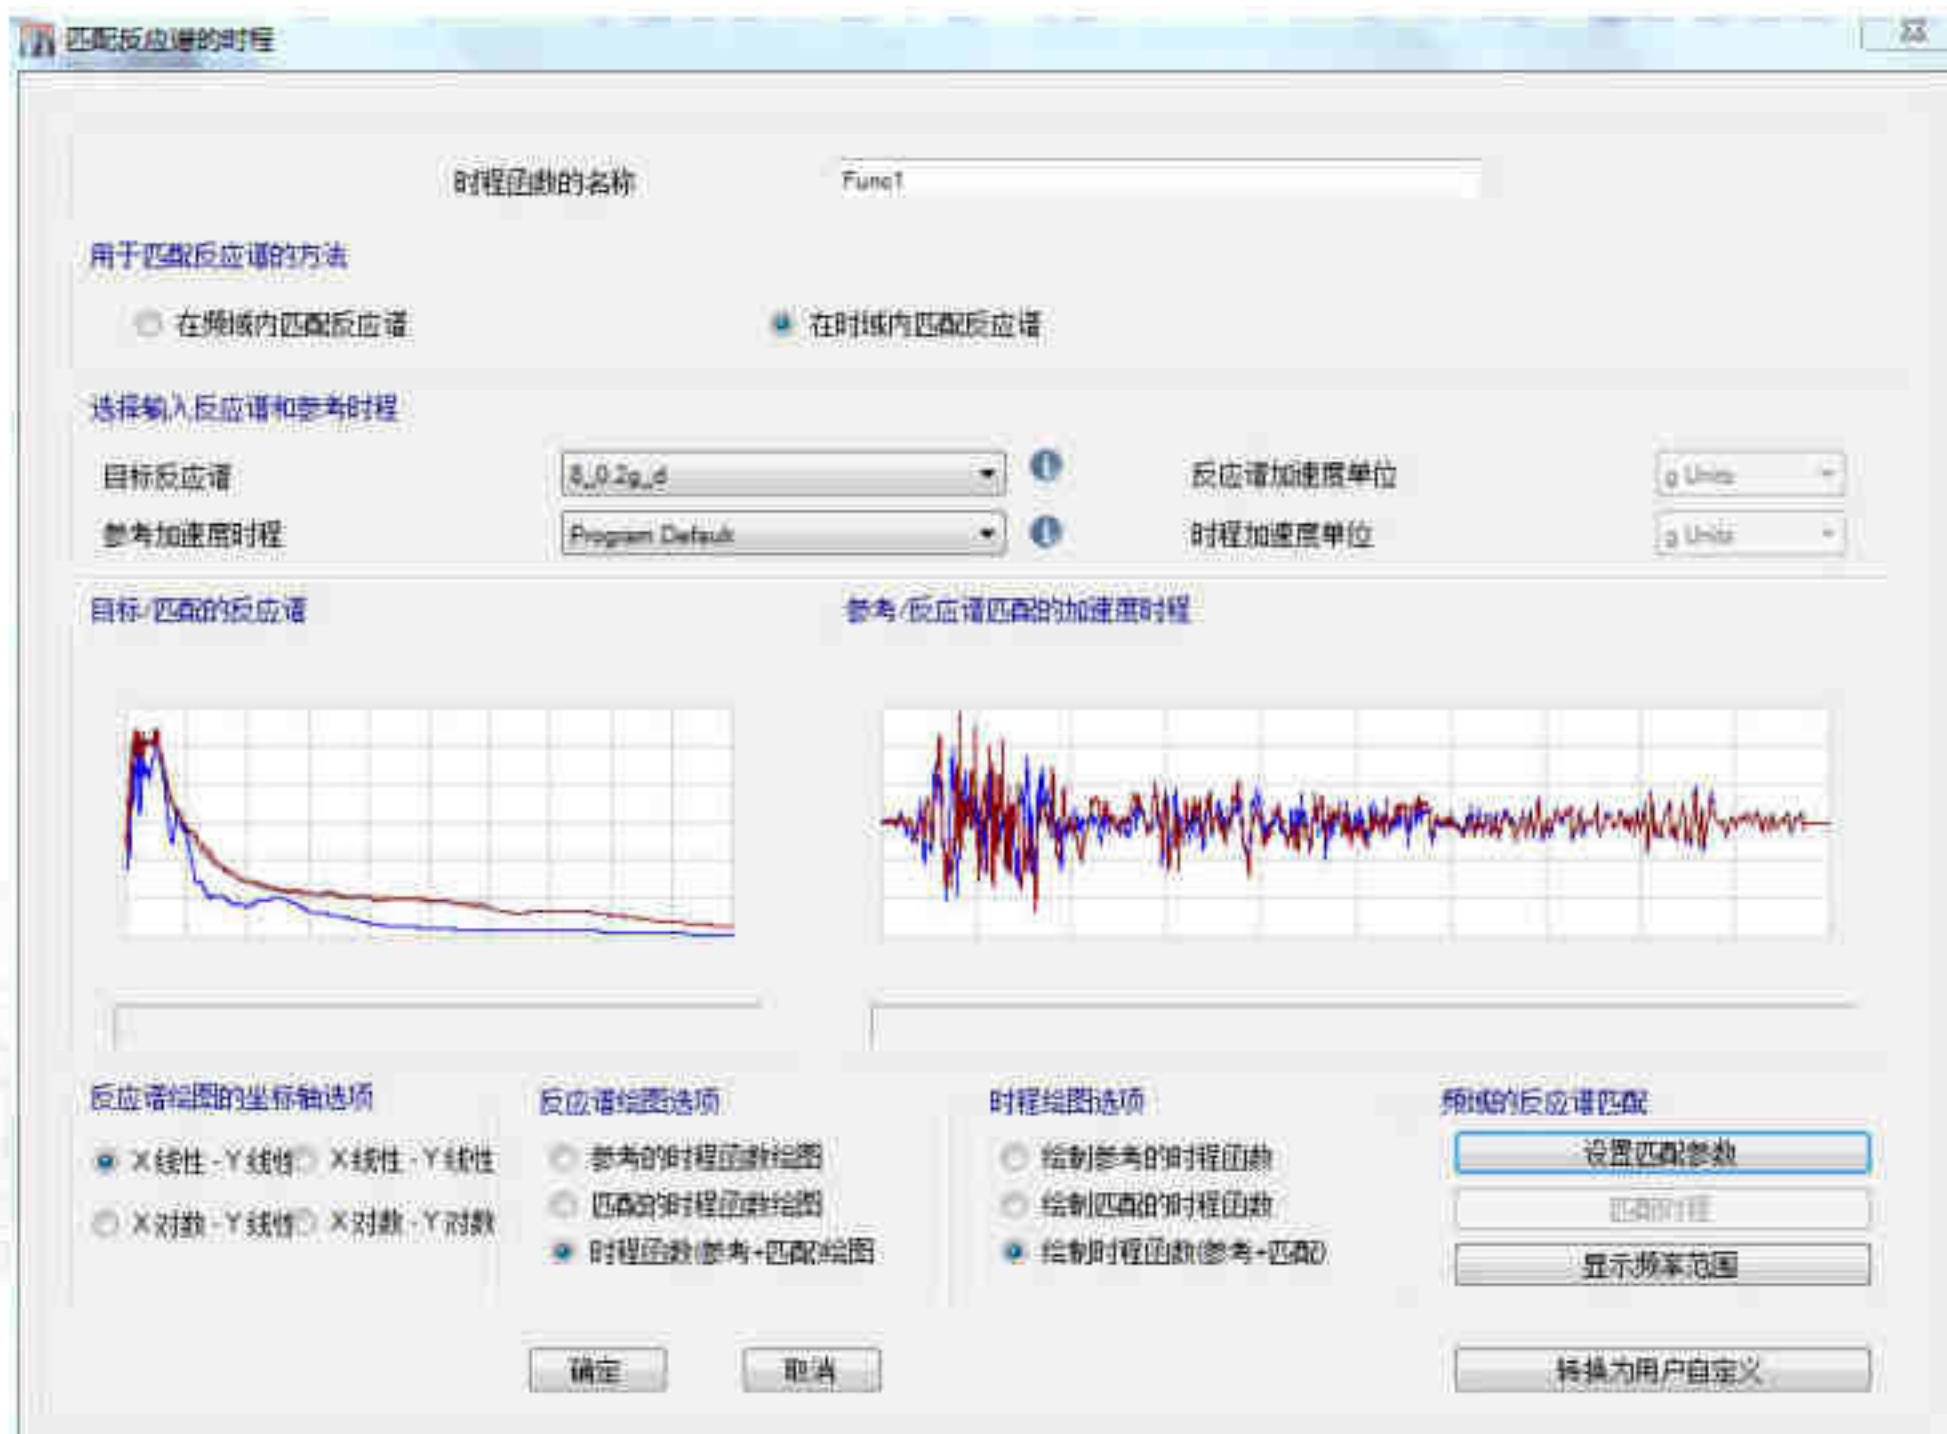 匹配反应谱的时程
时程函数的名称 Func1
用于匹配反应谱的方法
在频域内匹配反应谱 在时域内匹配反应谱
选择输入反应谱和参考时程
目标反应谱 8_0.2g_d 反应谱加速度单位 g Units
参考加速度时程 Program Default 时程加速度单位 g Units
目标/匹配的反应谱 参考/反应谱匹配的加速度时程
反应谱绘图的坐标轴选项 反应谱绘图选项 时程绘图选项 频域的反应谱匹配
X线性-Y线性 X线性-Y线性 参考的时程函数绘图 绘制参考的时程函数 设置匹配参数
匹配的时程函数绘图 绘制匹配的时程函数 匹配时程
X对数-Y线性 X对数-Y对数 时程函数(参考+匹配)绘图 绘制时程函数(参考+匹配) 显示频率范围
确定 取消 转换为用户自定义